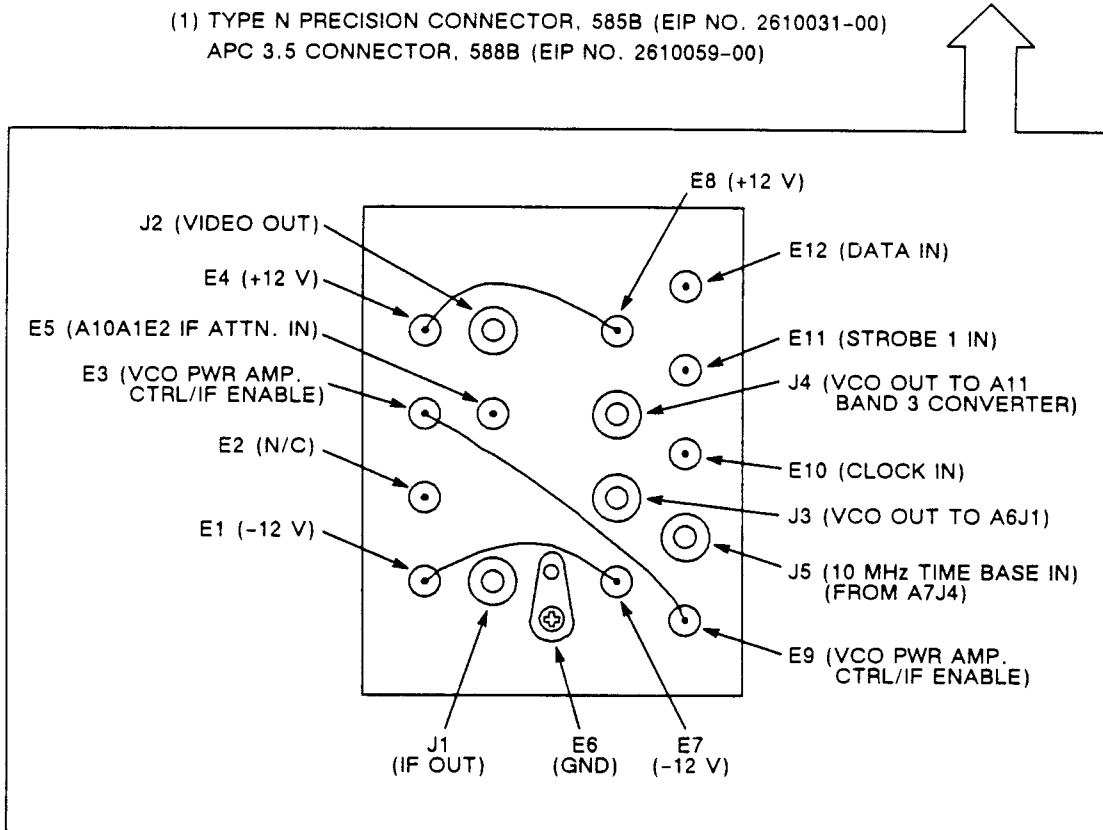 (1) TYPE N PRECISION CONNECTOR, 585B (EIP NO. 2610031-00)
APC 3.5 CONNECTOR, 588B (EIP NO. 2610059-00)
E8 (+12 V)
J2 (VIDEO OUT)
E12 (DATA IN)
E4 (+12 V)
E5 (A10A1E2 IF ATTN. IN)
E11 (STROBE 1 IN)
E3 (VCO PWR AMP.
CTRL/IF ENABLE)
J4 (VCO OUT TO A11
BAND 3 CONVERTER)
E2 (N/C)
E10 (CLOCK IN)
E1 (-12 V)
J3 (VCO OUT TO A6J1)
J5 (10 MHz TIME BASE IN)
(FROM A7J4)
E9 (VCO PWR AMP.
CTRL/IF ENABLE)
J1
(IF OUT)
E6
(GND)
E7
(-12 V)